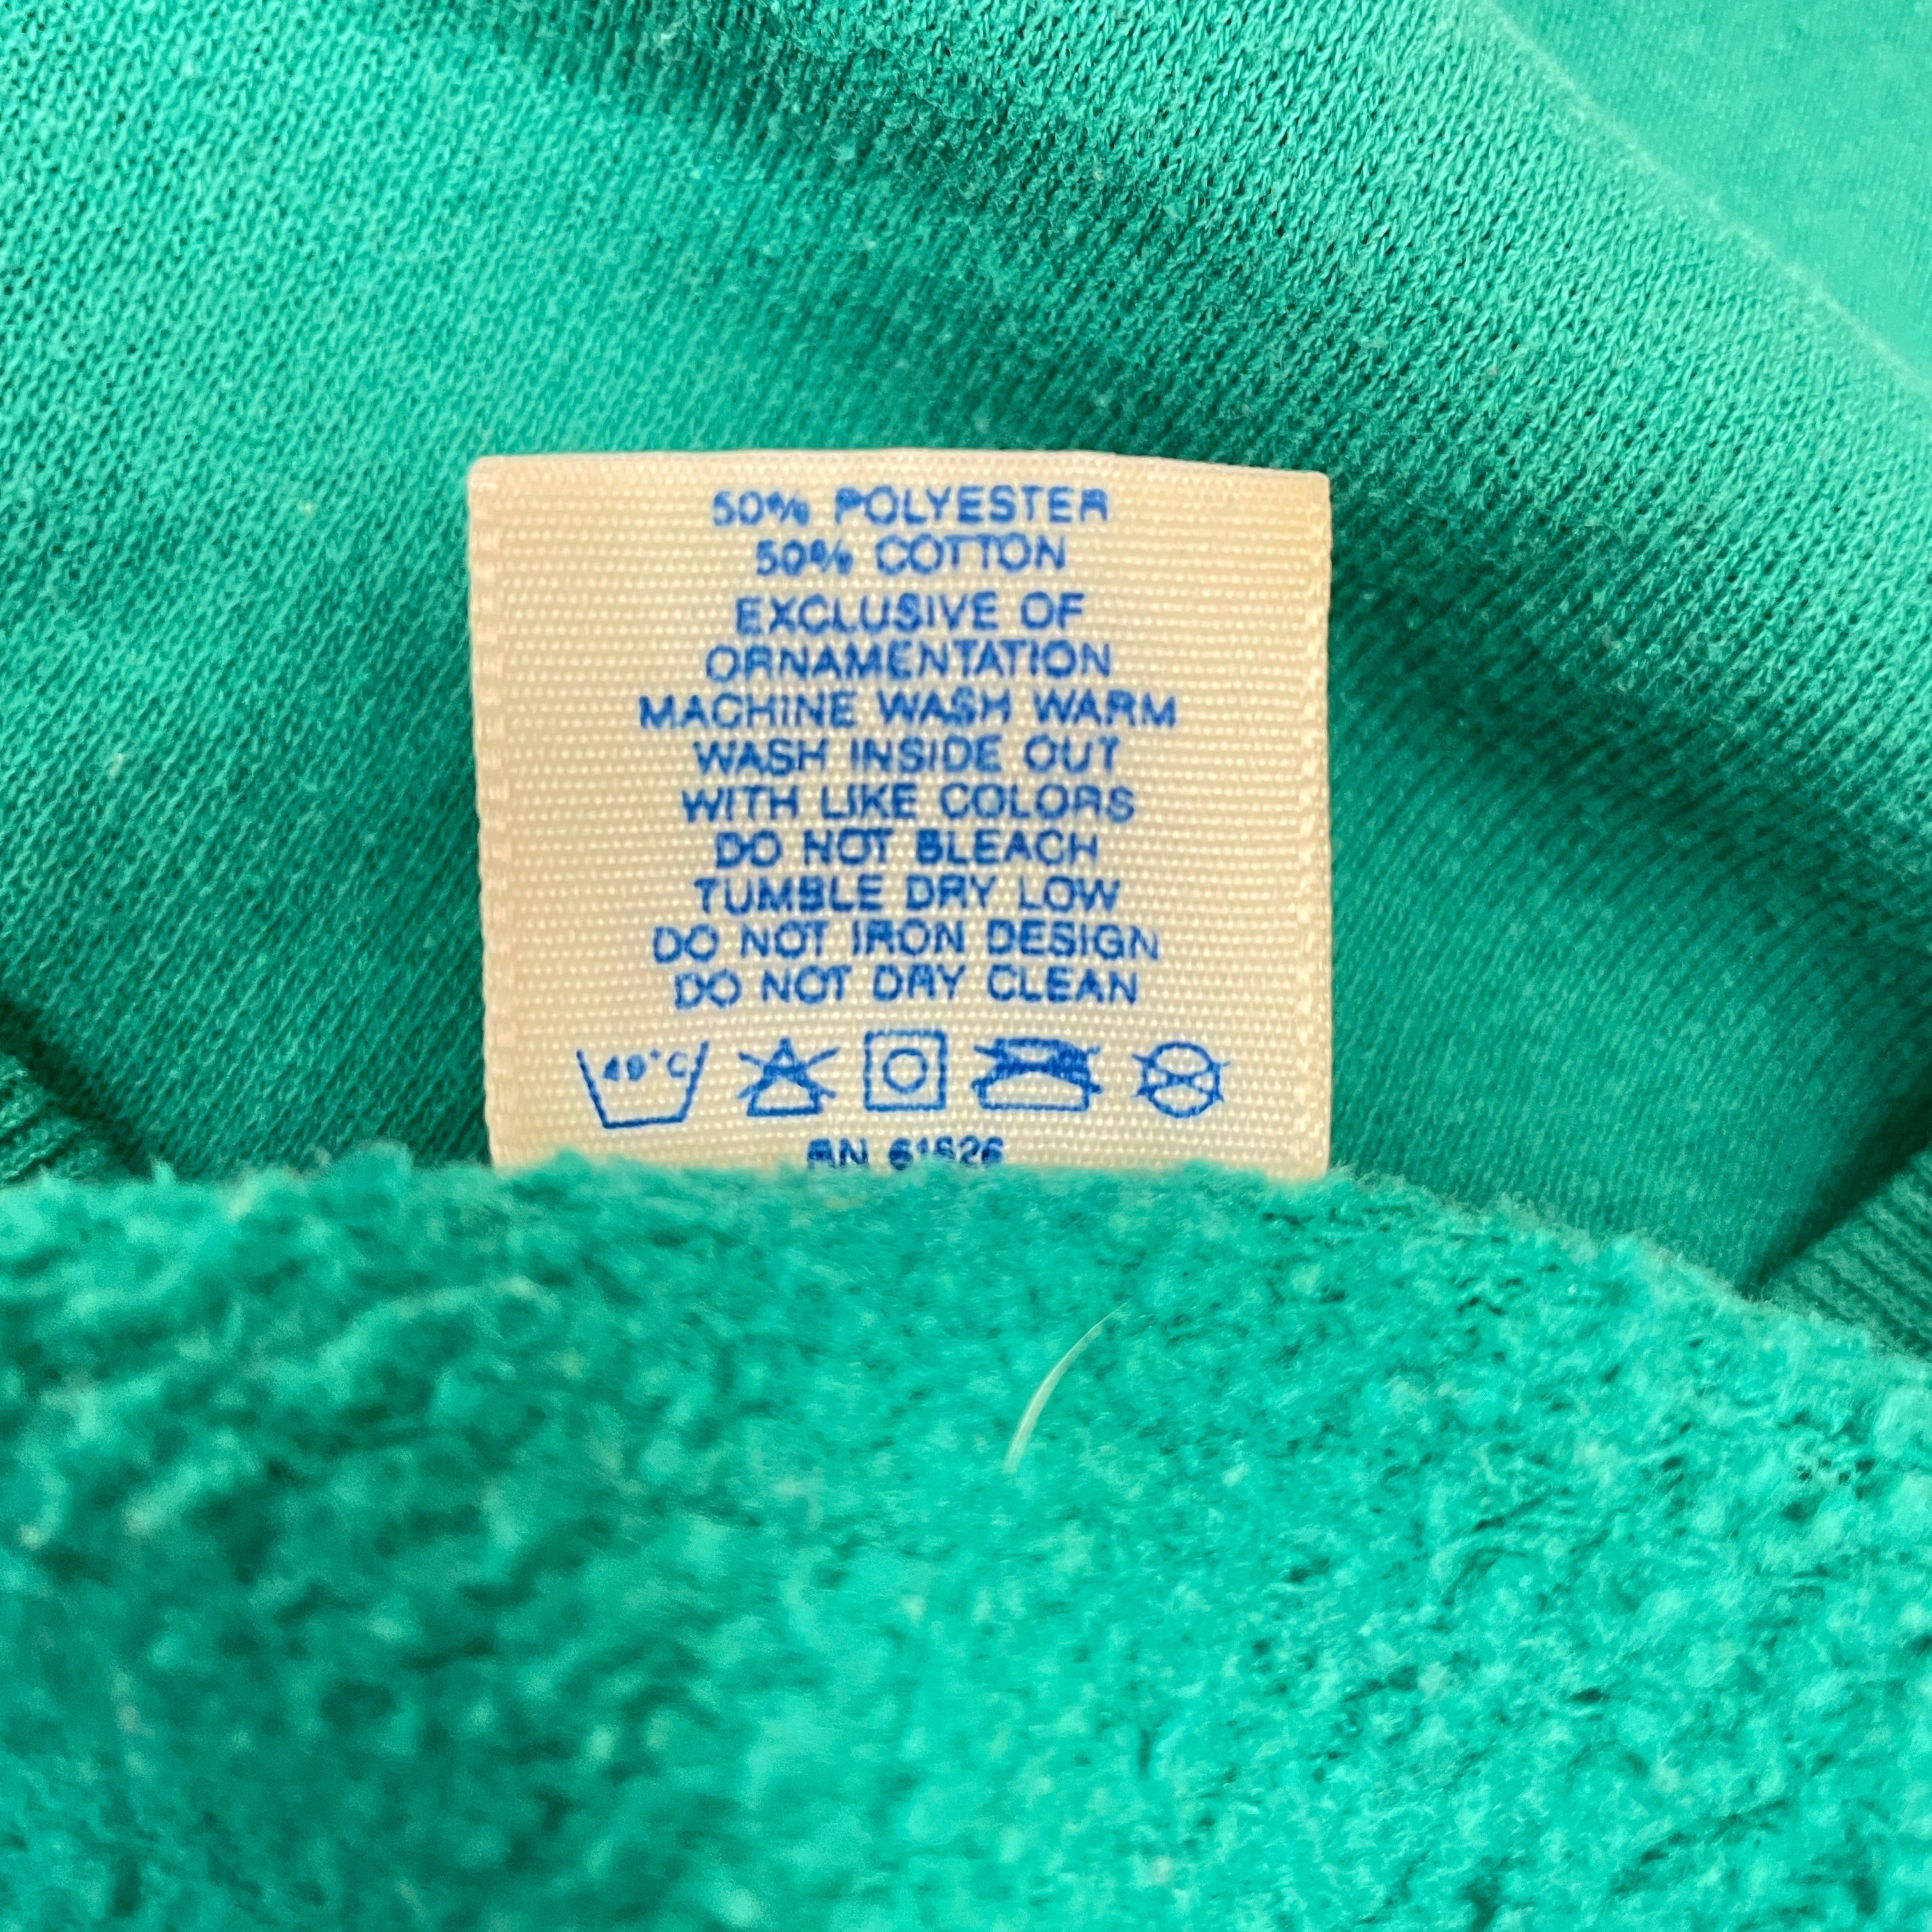 50% POLYESTER
50% COTTON
EXCLUSIVE OF
ORNAMENTATION
MACHINE WASH WARM
WASH INSIDE OUT
WITH LIKE COLORS
DO NOT BLEACH
TUMBLE DRY LOW
DO NOT IRON DESIGN
DO NOT DRY CLEAN
40°C
RN